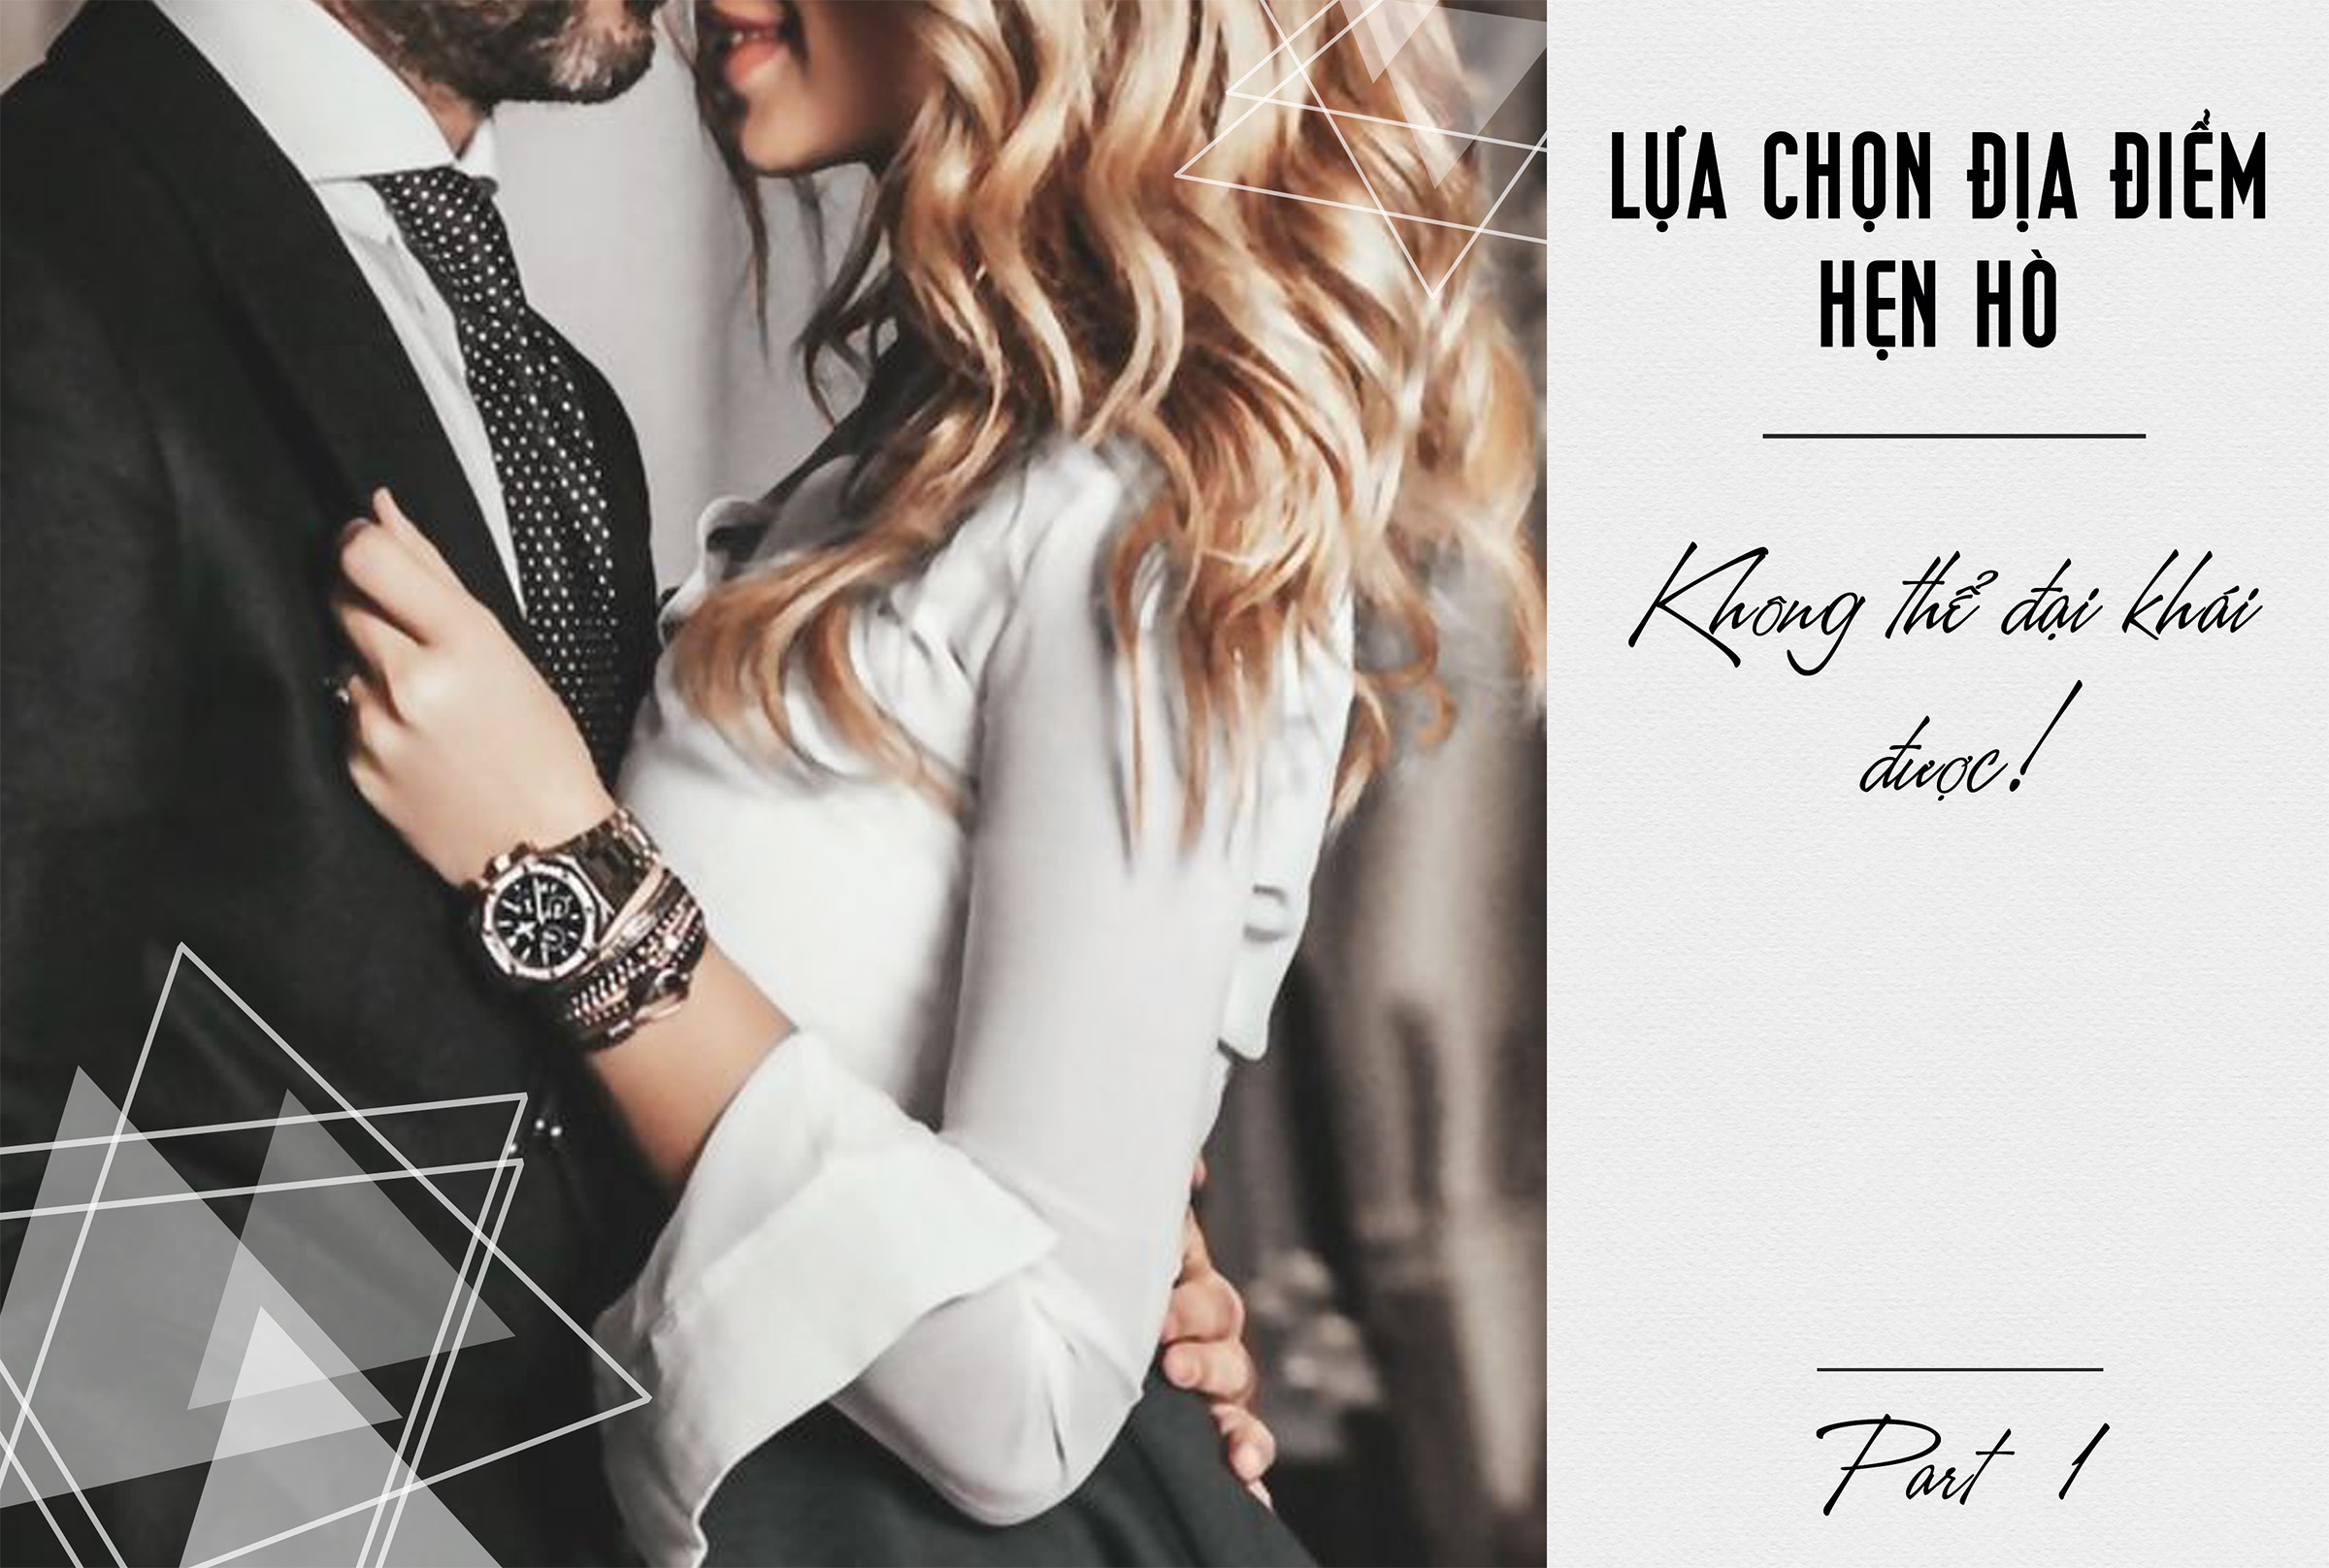 LỰA CHỌN ĐỊA ĐIỂM
HẸN HÒ
Không thể đại khái
được!
Part 1